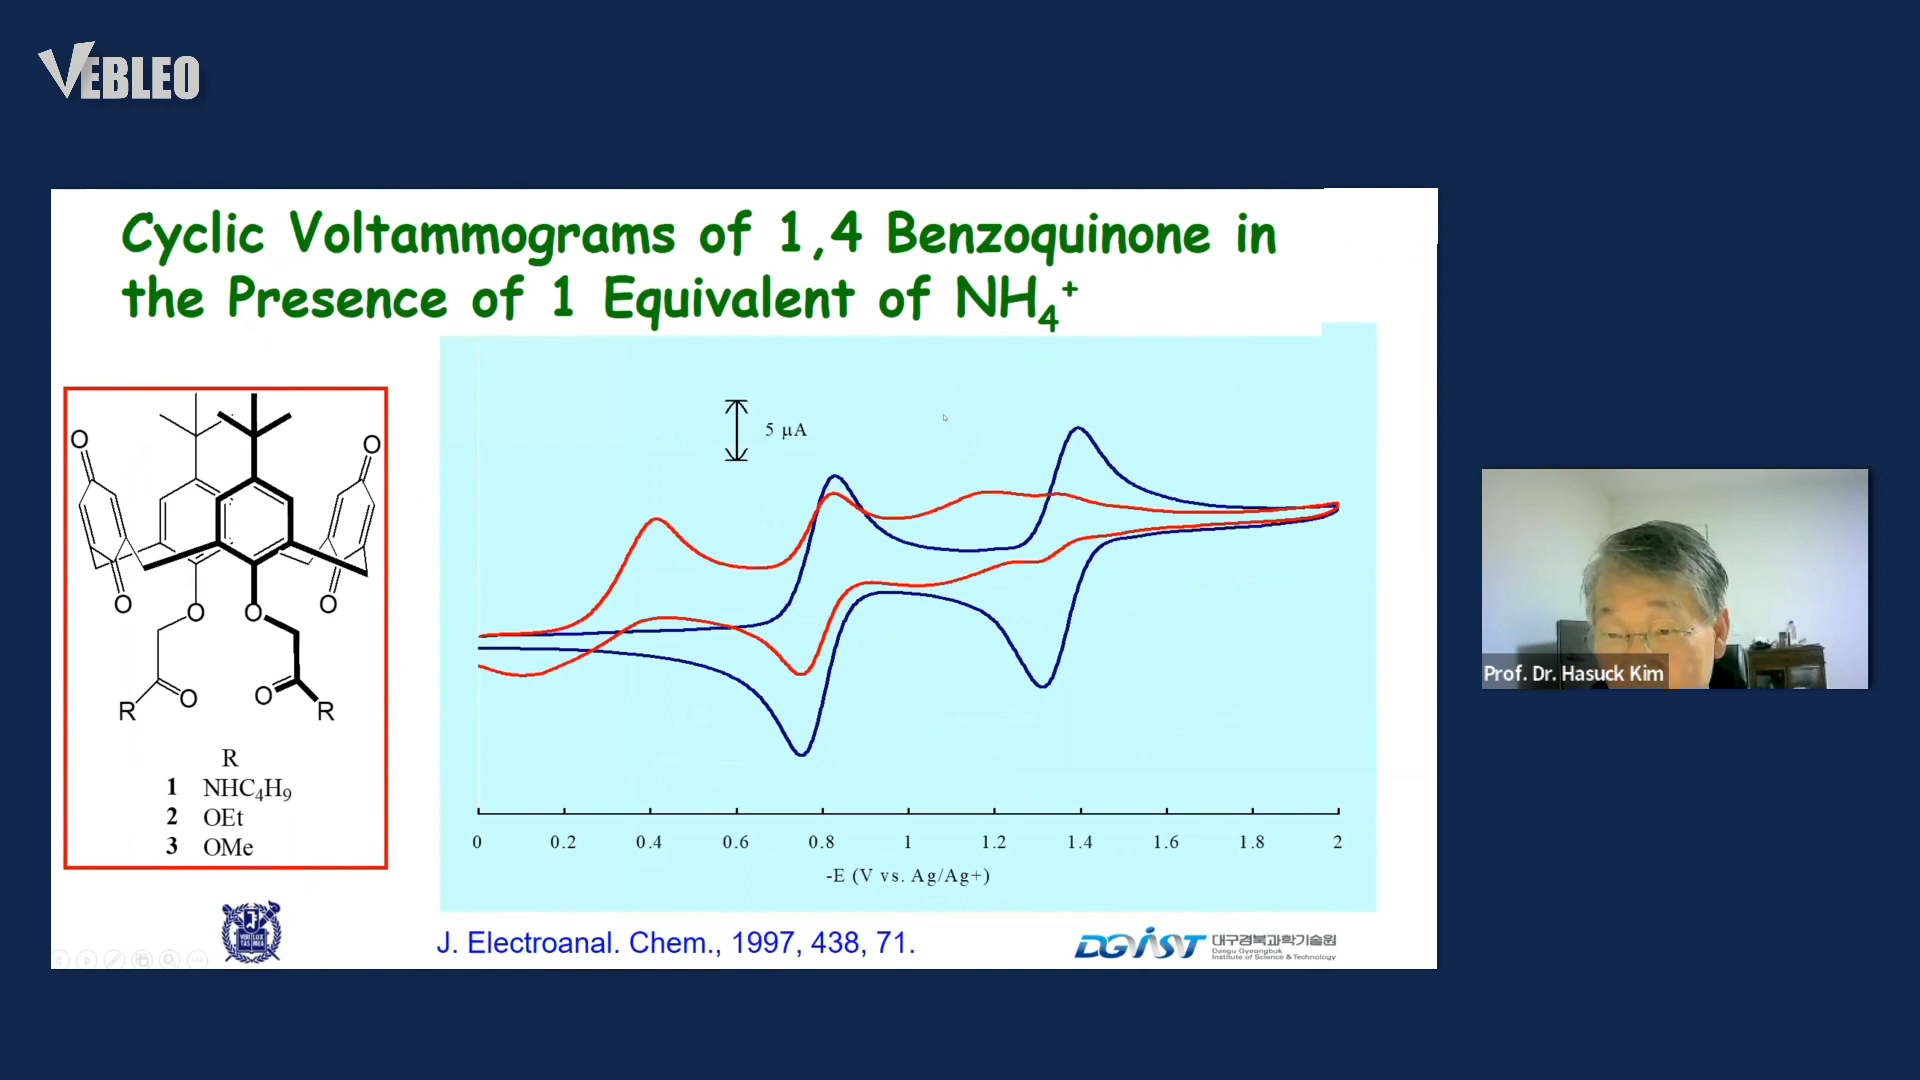 VEBLEO
Cyclic Voltammograms of 1,4 Benzoquinone in
the Presence of 1 Equivalent of NH₄⁺
O
O
O
O
O
O
O
O
R
R
R
1 NHC₄H₉
2 OEt
3 OMe
5 µA
0 0.2 0.4 0.6 0.8 1 1.2 1.4 1.6 1.8 2
-E (V vs. Ag/Ag+)
J. Electroanal. Chem., 1997, 438, 71.
DGIST 대구경북과학기술원
Daegu Gyeongbuk
Institute of Science & Technology
Prof. Dr. Hasuck Kim